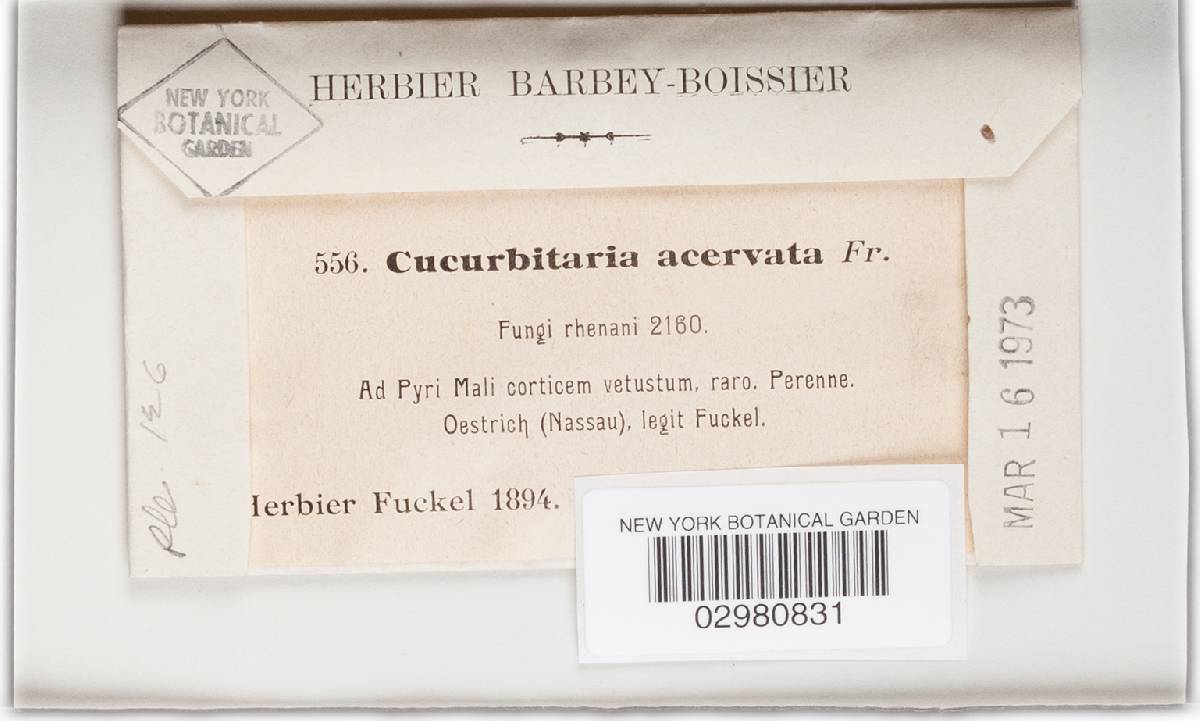 NEW YORK
BOTANICAL
GARDEN
HERBIER BARBEY-BOISSIER
556. Cucurbitaria acervata Fr.
Fungi rhenani 2160.
Ad Pyri Mali corticem vetustum, raro. Perenne.
Oestrich (Nassau), legit Fuckel.
Herbier Fuckel 1894.
MAR 16 1973
NEW YORK BOTANICAL GARDEN
02980831